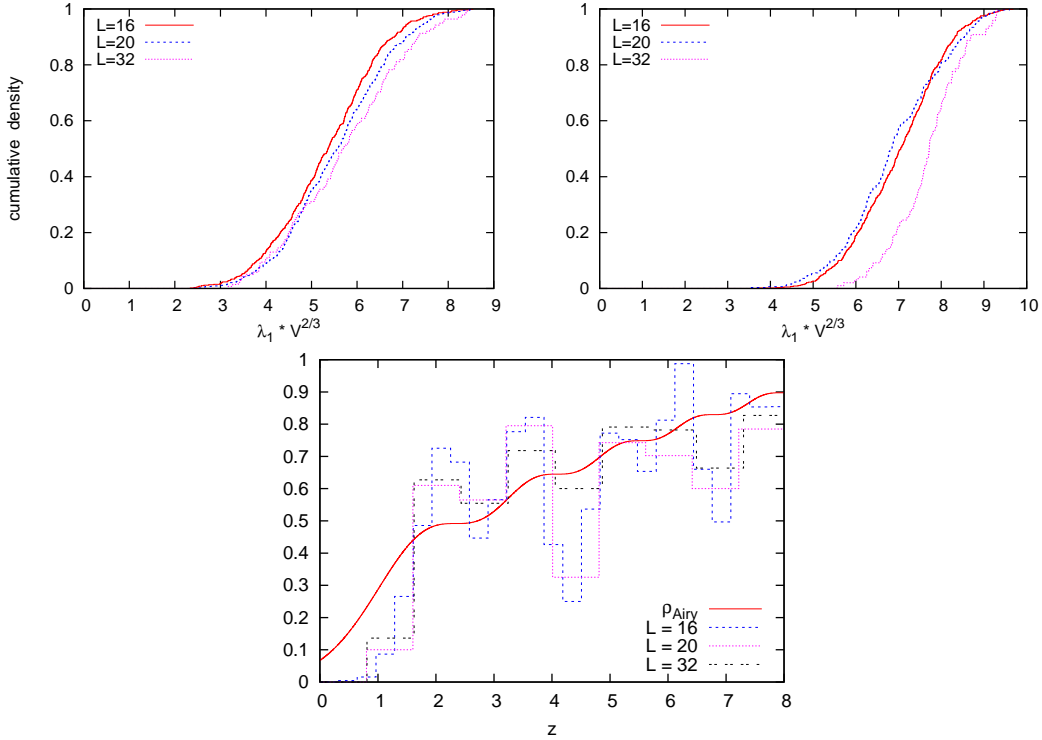 L=16
L=20
L=32
cumulative density
1
0.8
0.6
0.4
0.2
0
0 1 2 3 4 5 6 7 8 9
λ₁ * V^{2/3}
L=16
L=20
L=32
1
0.8
0.6
0.4
0.2
0
0 1 2 3 4 5 6 7 8 9 10
λ₁ * V^{2/3}
1
0.9
0.8
0.7
0.6
0.5
0.4
0.3
0.2
0.1
0
ρ_{Airy}
L = 16
L = 20
L = 32
0 1 2 3 4 5 6 7 8
z